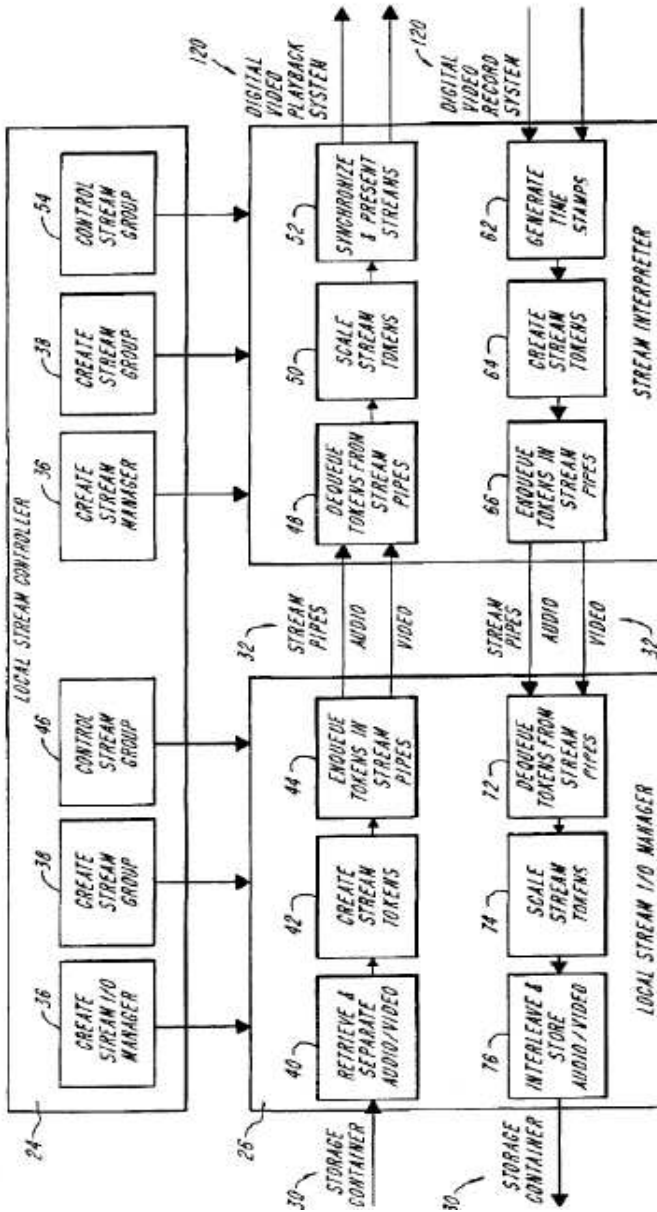 LOCAL STREAM CONTROLLER
24
36
CREATE
STREAM I/O
MANAGER
38
CREATE
STREAM
GROUP
46
CONTROL
STREAM
GROUP
36
CREATE
STREAM
MANAGER
38
CREATE
STREAM
GROUP
54
CONTROL
STREAM
GROUP
26
30
STORAGE
CONTAINER
40
RETRIEVE &
SEPARATE
AUDIO/VIDEO
42
CREATE
STREAM
TOKENS
44
ENQUEUE
TOKENS IN
STREAM
PIPES
32
STREAM PIPES
AUDIO
VIDEO
48
DEQUEUE
TOKENS FROM
STREAM
PIPES
50
SCALE
STREAM
TOKENS
52
SYNCHRONIZE
& PRESENT
STREAMS
DIGITAL
VIDEO
PLAYBACK
SYSTEM
120
30
STORAGE
CONTAINER
76
INTERLEAVE &
STORE
AUDIO/VIDEO
74
SCALE
STREAM
TOKENS
72
DEQUEUE
TOKENS FROM
STREAM
PIPES
STREAM PIPES
AUDIO
VIDEO
32
66
ENQUEUE
TOKENS IN
STREAM
PIPES
64
CREATE
STREAM
TOKENS
62
GENERATE
TIME
STAMPS
DIGITAL
VIDEO
RECORD
SYSTEM
120
LOCAL STREAM I/O MANAGER
STREAM INTERPRETER